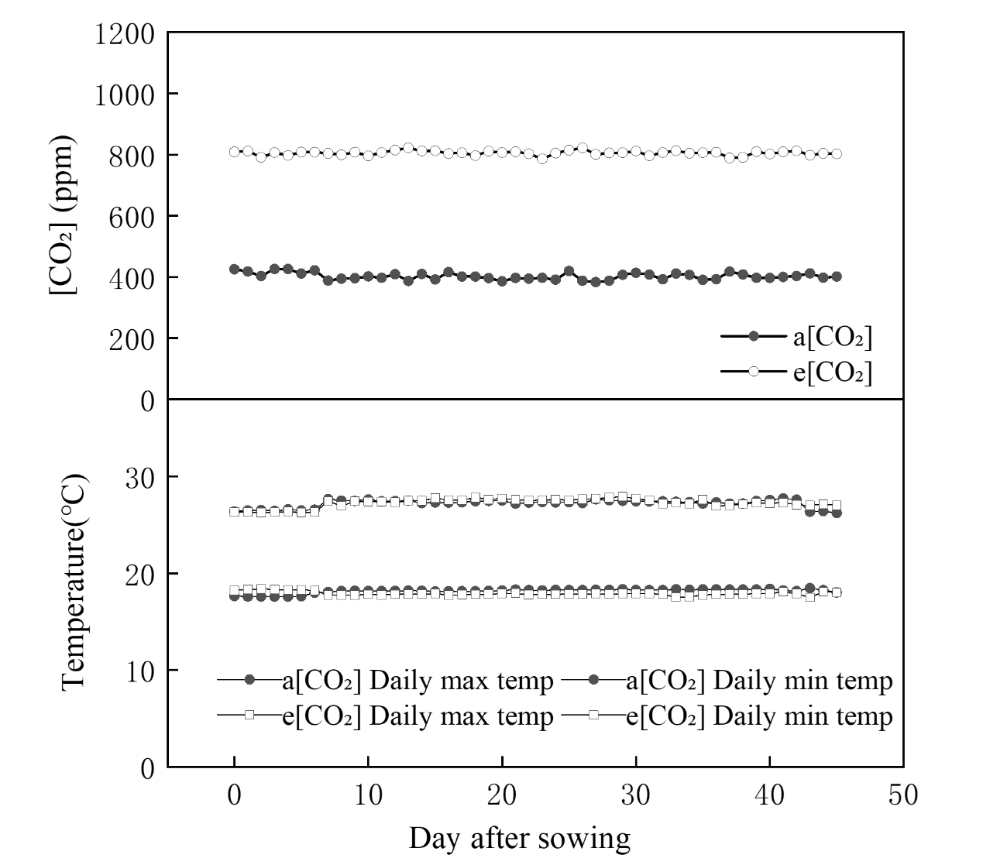 1200
1000
800
600
400
200
0
[CO₂] (ppm)
a[CO₂]
e[CO₂]
30
20
10
0
Temperature(℃)
a[CO₂] Daily max temp a[CO₂] Daily min temp
e[CO₂] Daily max temp e[CO₂] Daily min temp
0 10 20 30 40 50
Day after sowing